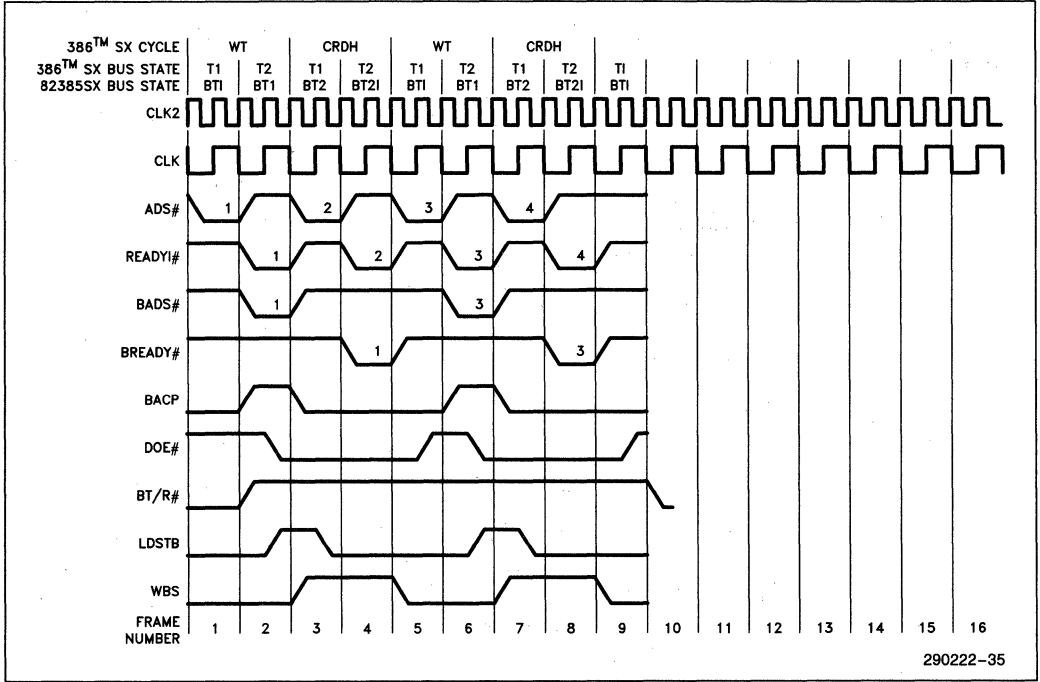 386TM SX CYCLE WT CRDH WT CRDH
386TM SX BUS STATE T1 T2 T1 T2 T1 T2 T1 T2 TI
82385SX BUS STATE BTI BT1 BT2 BT2I BTI BT1 BT2 BT2I BTI
CLK2
CLK
ADS# 1 2 3 4
READYI# 1 2 3 4
BADS# 1 3
BREADY# 1 3
BACP
DOE#
BT/R#
LDSTB
WBS
FRAME
NUMBER 1 2 3 4 5 6 7 8 9 10 11 12 13 14 15 16
290222-35